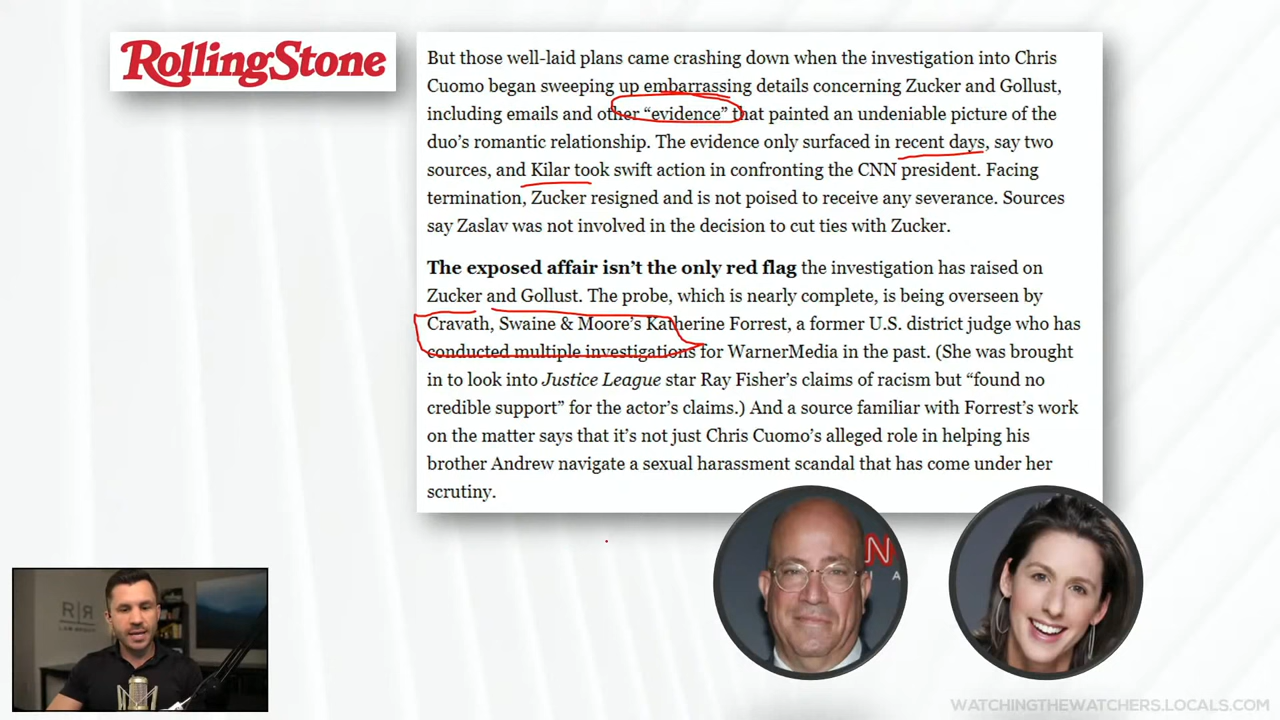 RollingStone
But those well-laid plans came crashing down when the investigation into Chris
Cuomo began sweeping up embarrassing details concerning Zucker and Gollust,
including emails and other “evidence” that painted an undeniable picture of the
duo’s romantic relationship. The evidence only surfaced in recent days, say two
sources, and Kilar took swift action in confronting the CNN president. Facing
termination, Zucker resigned and is not poised to receive any severance. Sources
say Zaslav was not involved in the decision to cut ties with Zucker.
The exposed affair isn’t the only red flag the investigation has raised on
Zucker and Gollust. The probe, which is nearly complete, is being overseen by
Cravath, Swaine & Moore’s Katherine Forrest, a former U.S. district judge who has
conducted multiple investigations for WarnerMedia in the past. (She was brought
in to look into Justice League star Ray Fisher’s claims of racism but “found no
credible support” for the actor’s claims.) And a source familiar with Forrest’s work
on the matter says that it’s not just Chris Cuomo’s alleged role in helping his
brother Andrew navigate a sexual harassment scandal that has come under her
scrutiny.
N
A
R|R
LAW GROUP
WATCHINGTHEWATCHERS.LOCALS.COM